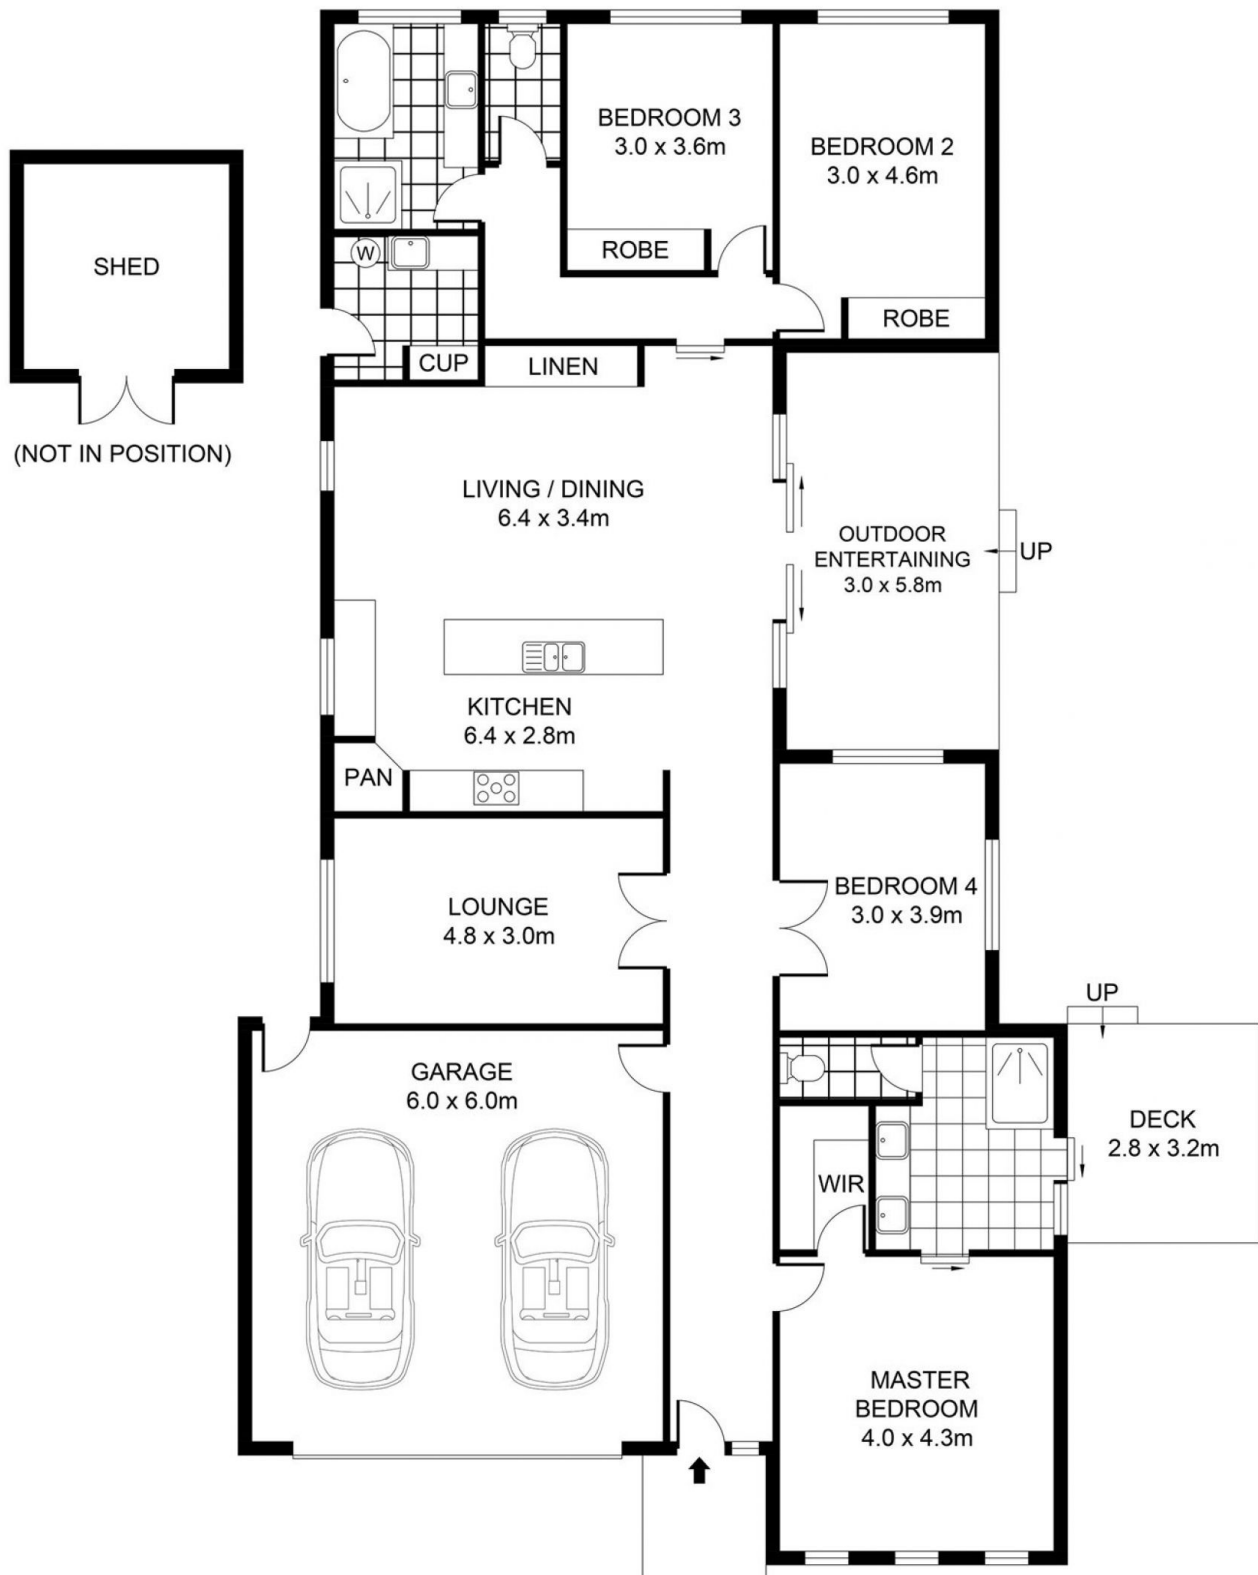 BEDROOM 3
3.0 x 3.6m
BEDROOM 2
3.0 x 4.6m
ROBE
W
SHED
ROBE
CUP
LINEN
(NOT IN POSITION)
LIVING / DINING
6.4 x 3.4m
OUTDOOR
ENTERTAINING
3.0 x 5.8m
UP
KITCHEN
6.4 x 2.8m
PAN
LOUNGE
4.8 x 3.0m
BEDROOM 4
3.0 x 3.9m
UP
GARAGE
6.0 x 6.0m
DECK
2.8 x 3.2m
WIR
MASTER
BEDROOM
4.0 x 4.3m